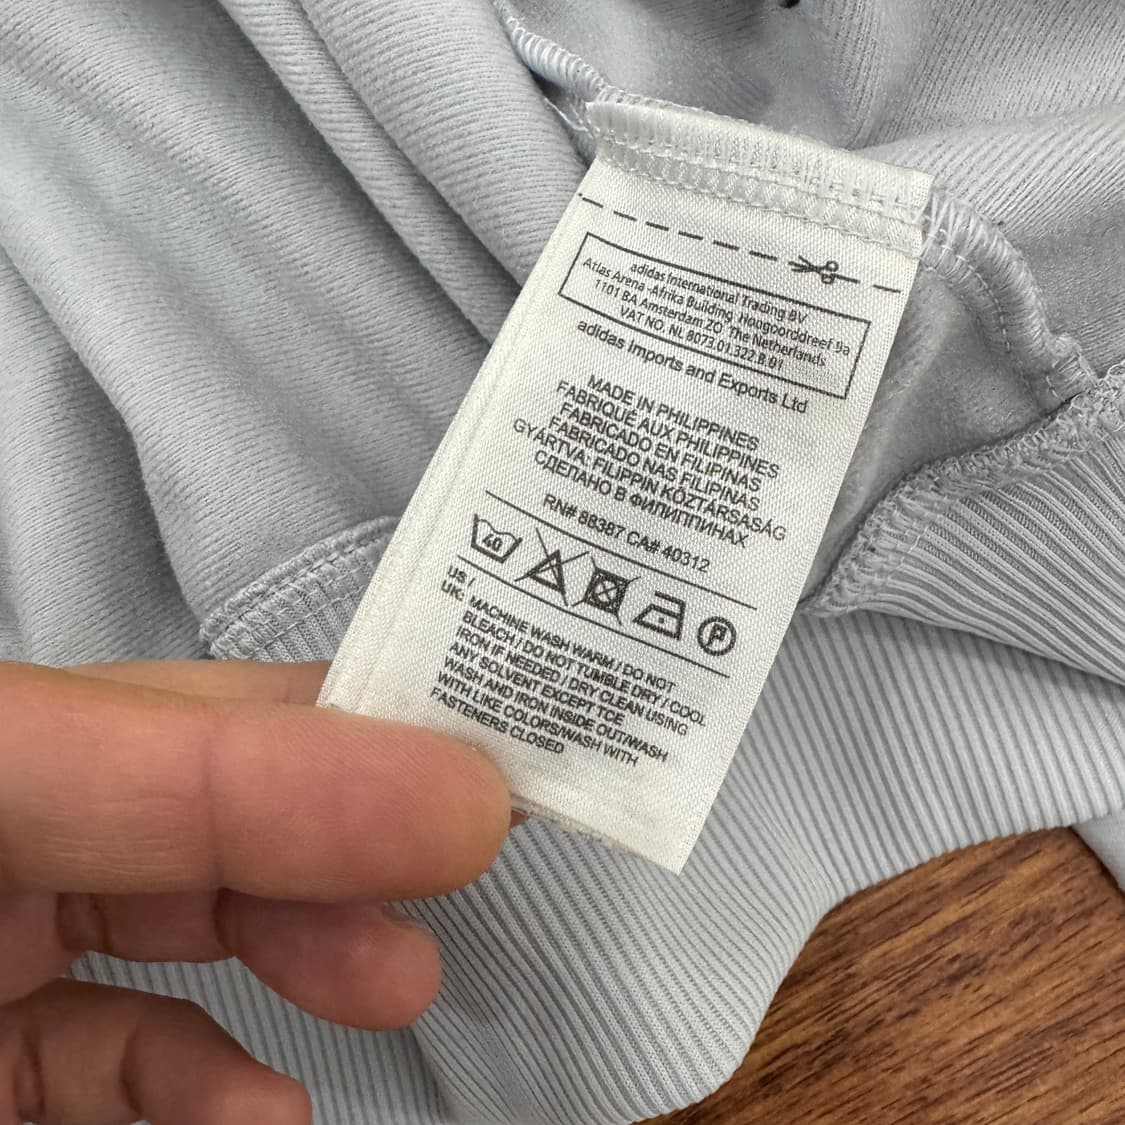 adidas International Trading BV
Atlas Arena -Afrika Building, Hoogoorddreef 9a
1101 BA Amsterdam ZO The Netherlands
VAT NO. NL 8073.01.322.B.01
adidas Imports and Exports Ltd
MADE IN PHILIPPINES
FABRIQUÉ AUX PHILIPPINES
FABRICADO EN FILIPINAS
FABRICADO NAS FILIPINAS
GYÁRTVA: FILIPPIN KÖZTÁRSASÁG
СДЕЛАНО В ФИЛИППИНАХ
RN# 88387 CA# 40312
40
P
US /
UK: MACHINE WASH WARM / DO NOT
BLEACH / DO NOT TUMBLE DRY / COOL
IRON IF NEEDED / DRY CLEAN USING
ANY SOLVENT EXCEPT TCE
WASH AND IRON INSIDE OUT/WASH
WITH LIKE COLORS/WASH WITH
FASTENERS CLOSED